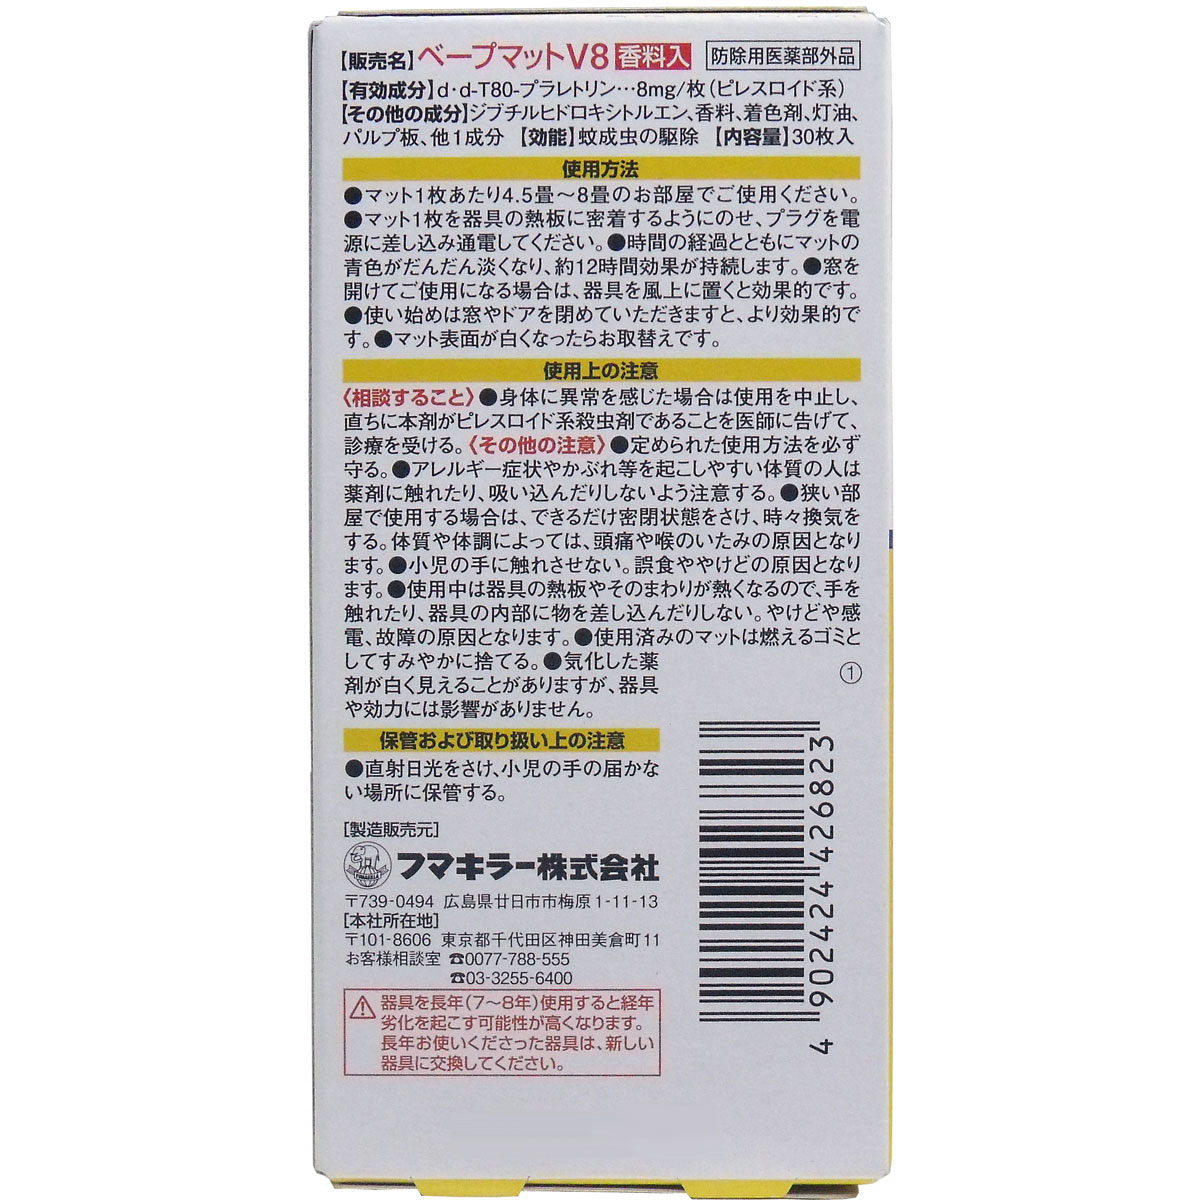 【販売名】ベープマットV8 香料入 防除用医薬部外品
【有効成分】d・d-T80-プラレトリン…8mg/枚(ピレスロイド系)
【その他の成分】ジブチルヒドロキシトルエン、香料、着色剤、灯油、
パルプ板、他1成分 【効能】蚊成虫の駆除 【内容量】30枚入
使用方法
●マット1枚あたり4.5畳～8畳のお部屋でご使用ください。
●マット1枚を器具の熱板に密着するようにのせ、プラグを電
源に差し込み通電してください。●時間の経過とともにマットの
青色がだんだん淡くなり、約12時間効果が持続します。●窓を
開けてご使用になる場合は、器具を風上に置くと効果的です。
●使い始めは窓やドアを閉めていただきますと、より効果的で
す。●マット表面が白くなったらお取替えです。
使用上の注意
〈相談すること〉●身体に異常を感じた場合は使用を中止し、
直ちに本剤がピレスロイド系殺虫剤であることを医師に告げて、
診療を受ける。〈その他の注意〉●定められた使用方法を必ず
守る。●アレルギー症状やかぶれ等を起こしやすい体質の人は
薬剤に触れたり、吸い込んだりしないよう注意する。●狭い部
屋で使用する場合は、できるだけ密閉状態をさけ、時々換気を
する。体質や体調によっては、頭痛や喉のいたみの原因となり
ます。●小児の手に触れさせない。誤食ややけどの原因となり
ます。●使用中は器具の熱板やそのまわりが熱くなるので、手を
触れたり、器具の内部に物を差し込んだりしない。やけどや感
電、故障の原因となります。●使用済みのマットは燃えるゴミと
してすみやかに捨てる。●気化した薬
剤が白く見えることがありますが、器具
や効力には影響がありません。
①
保管および取り扱い上の注意
●直射日光をさけ、小児の手の届かな
い場所に保管する。
[製造販売元]
フマキラー株式会社
〒739-0494 広島県廿日市市梅原1-11-13
[本社所在地]
〒101-8606 東京都千代田区神田美倉町11
お客様相談室 ☎0077-788-555
☎03-3255-6400
⚠器具を長年(7～8年)使用すると経年
劣化を起こす可能性が高くなります。
長年お使いくださった器具は、新しい
器具に交換してください。
4 902424 426823